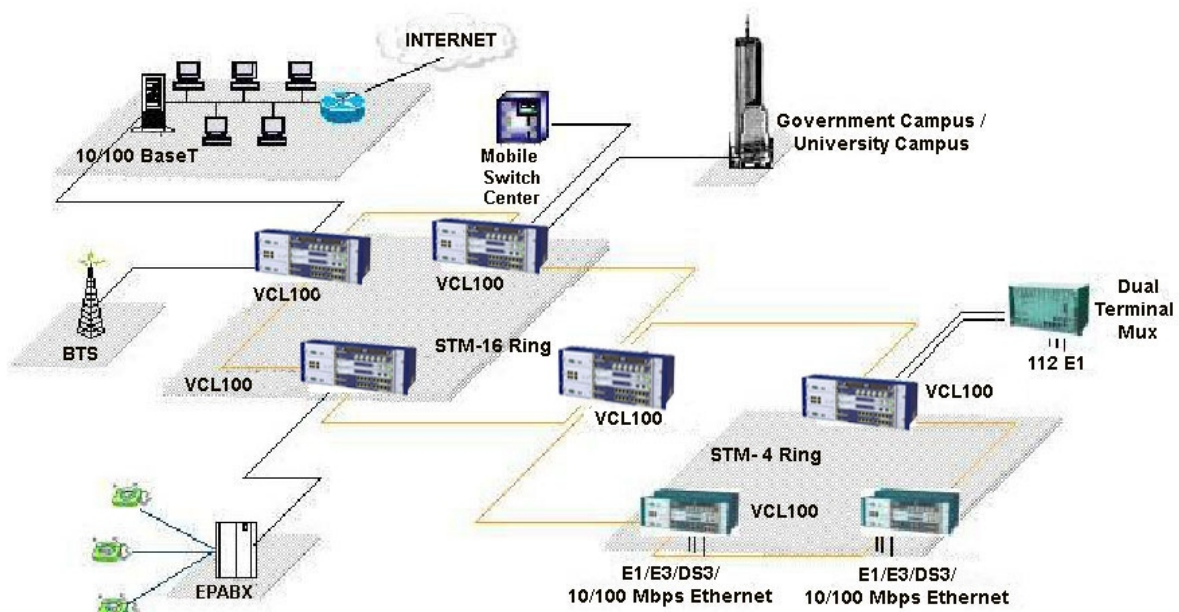 INTERNET
10/100 BaseT
Mobile
Switch
Center
Government Campus /
University Campus
VCL100
VCL100
BTS
STM-16 Ring
VCL100
VCL100
Dual
Terminal
Mux
112 E1
VCL100
STM- 4 Ring
VCL100
EPABX
E1/E3/DS3/
10/100 Mbps Ethernet
E1/E3/DS3/
10/100 Mbps Ethernet